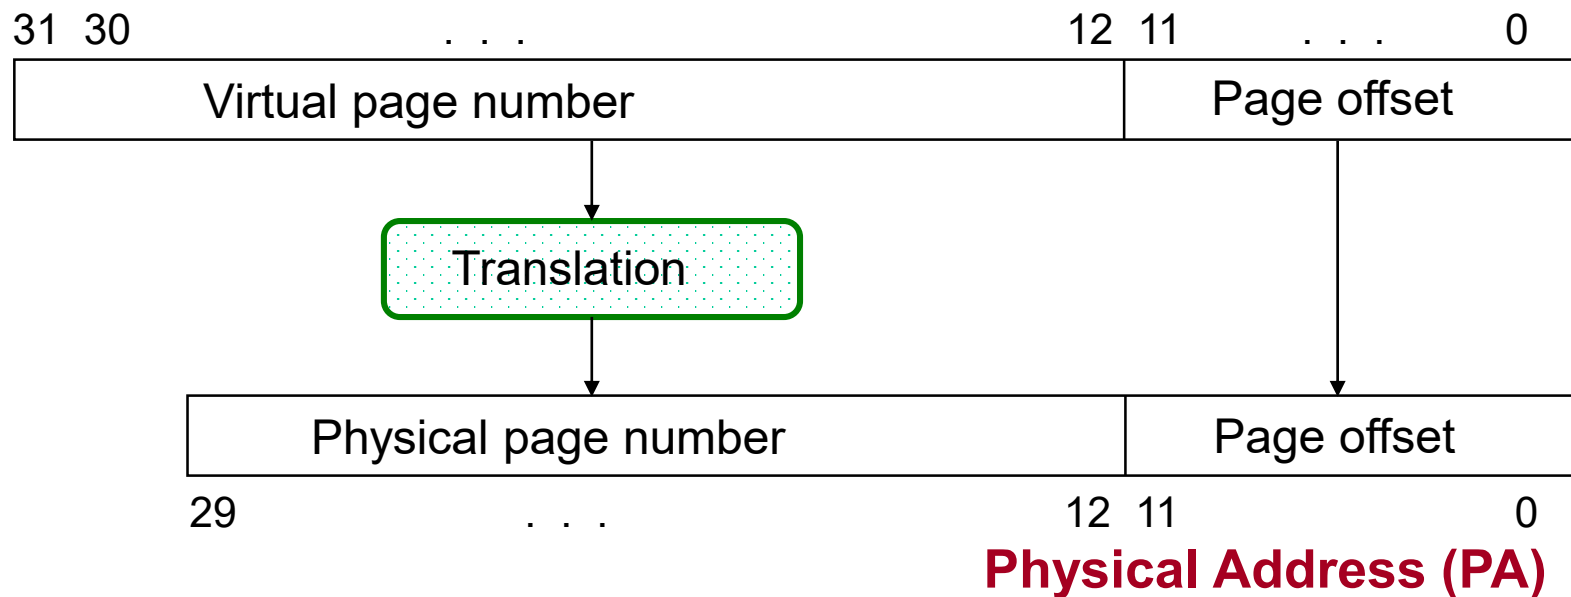 31 30 . . . 12 11 . . . 0
Virtual page number Page offset
Translation
Physical page number Page offset
29 . . . 12 11 0
Physical Address (PA)